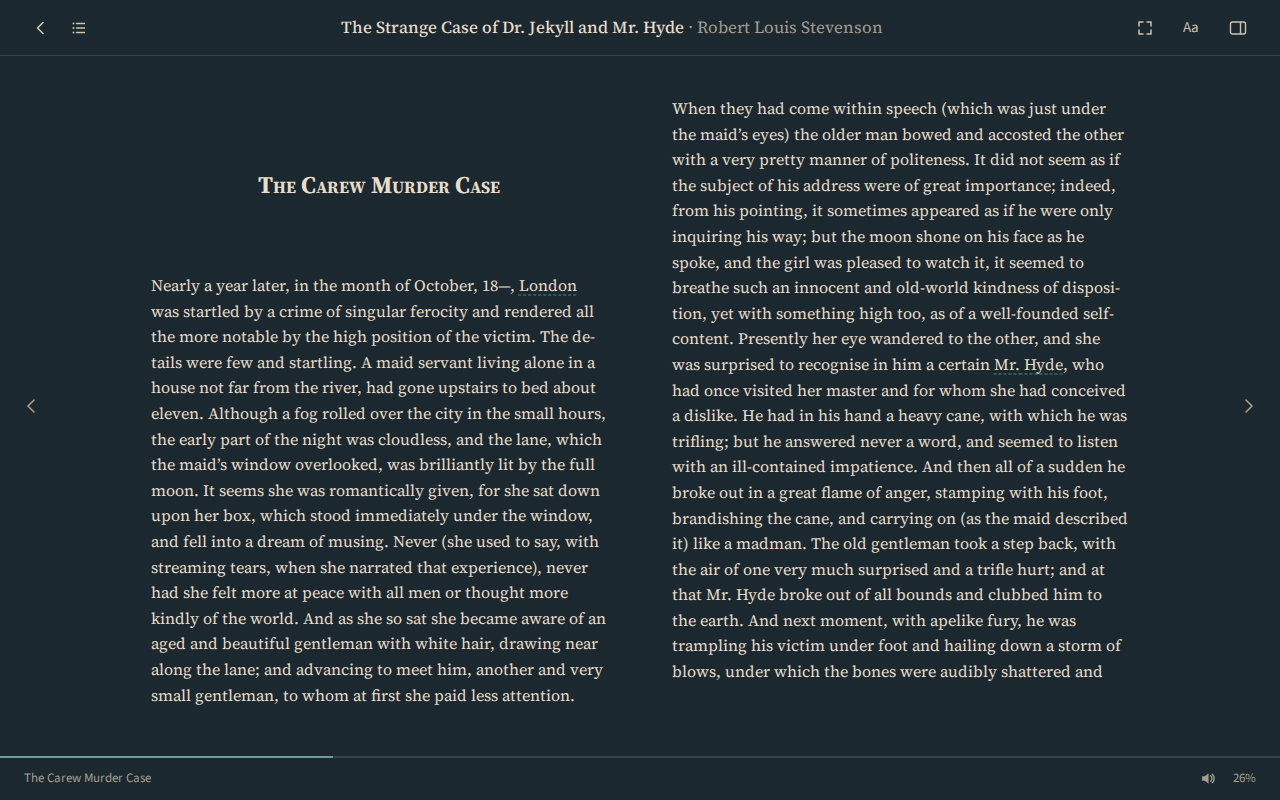 The Strange Case of Dr. Jekyll and Mr. Hyde · Robert Louis Stevenson
Aa
The Carew Murder Case
Nearly a year later, in the month of October, 18—, London
was startled by a crime of singular ferocity and rendered all
the more notable by the high position of the victim. The de-
tails were few and startling. A maid servant living alone in a
house not far from the river, had gone upstairs to bed about
eleven. Although a fog rolled over the city in the small hours,
the early part of the night was cloudless, and the lane, which
the maid’s window overlooked, was brilliantly lit by the full
moon. It seems she was romantically given, for she sat down
upon her box, which stood immediately under the window,
and fell into a dream of musing. Never (she used to say, with
streaming tears, when she narrated that experience), never
had she felt more at peace with all men or thought more
kindly of the world. And as she so sat she became aware of an
aged and beautiful gentleman with white hair, drawing near
along the lane; and advancing to meet him, another and very
small gentleman, to whom at first she paid less attention.
When they had come within speech (which was just under
the maid’s eyes) the older man bowed and accosted the other
with a very pretty manner of politeness. It did not seem as if
the subject of his address were of great importance; indeed,
from his pointing, it sometimes appeared as if he were only
inquiring his way; but the moon shone on his face as he
spoke, and the girl was pleased to watch it, it seemed to
breathe such an innocent and old-world kindness of disposi-
tion, yet with something high too, as of a well-founded self-
content. Presently her eye wandered to the other, and she
was surprised to recognise in him a certain Mr. Hyde, who
had once visited her master and for whom she had conceived
a dislike. He had in his hand a heavy cane, with which he was
trifling; but he answered never a word, and seemed to listen
with an ill-contained impatience. And then all of a sudden he
broke out in a great flame of anger, stamping with his foot,
brandishing the cane, and carrying on (as the maid described
it) like a madman. The old gentleman took a step back, with
the air of one very much surprised and a trifle hurt; and at
that Mr. Hyde broke out of all bounds and clubbed him to
the earth. And next moment, with apelike fury, he was
trampling his victim under foot and hailing down a storm of
blows, under which the bones were audibly shattered and
The Carew Murder Case
26%